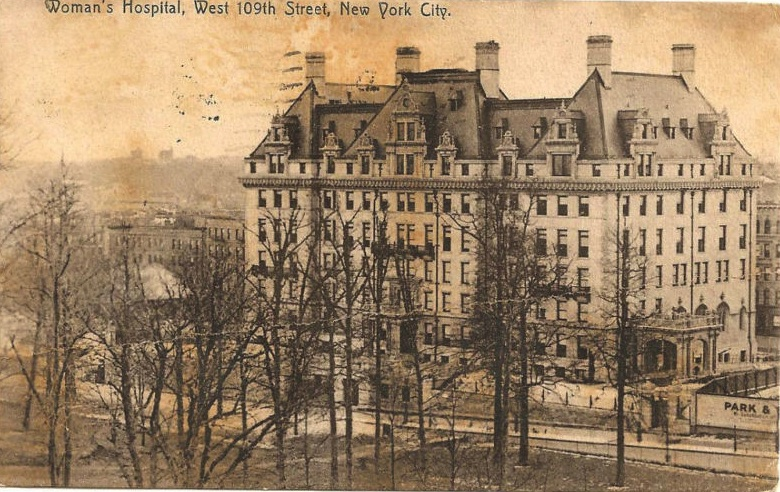 Woman's Hospital, West 109th Street, New York City.
PARK &